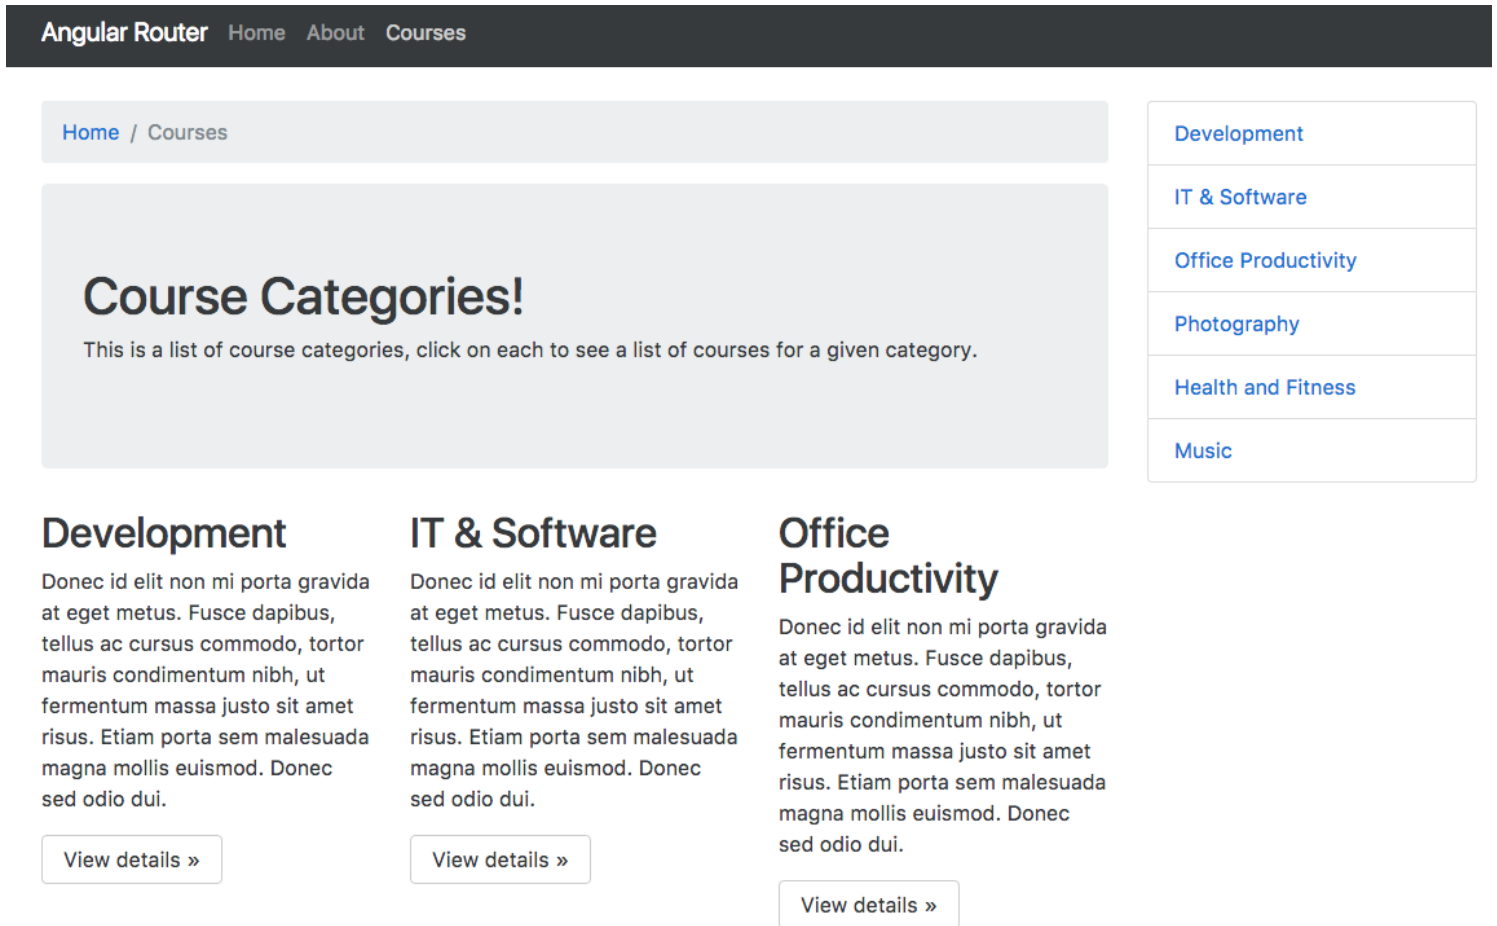 Angular Router Home About Courses
Home / Courses
Course Categories!
This is a list of course categories, click on each to see a list of courses for a given category.
Development
IT & Software
Office Productivity
Photography
Health and Fitness
Music
Development
Donec id elit non mi porta gravida
at eget metus. Fusce dapibus,
tellus ac cursus commodo, tortor
mauris condimentum nibh, ut
fermentum massa justo sit amet
risus. Etiam porta sem malesuada
magna mollis euismod. Donec
sed odio dui.
View details »
IT & Software
Donec id elit non mi porta gravida
at eget metus. Fusce dapibus,
tellus ac cursus commodo, tortor
mauris condimentum nibh, ut
fermentum massa justo sit amet
risus. Etiam porta sem malesuada
magna mollis euismod. Donec
sed odio dui.
View details »
Office
Productivity
Donec id elit non mi porta gravida
at eget metus. Fusce dapibus,
tellus ac cursus commodo, tortor
mauris condimentum nibh, ut
fermentum massa justo sit amet
risus. Etiam porta sem malesuada
magna mollis euismod. Donec
sed odio dui.
View details »